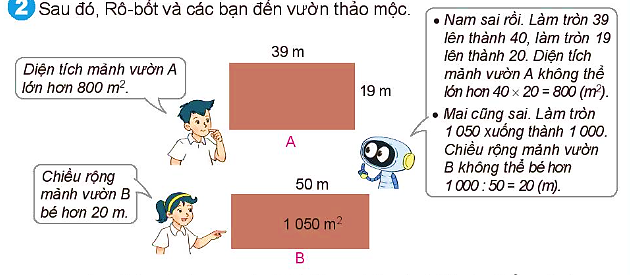 2 Sau đó, Rô-bốt và các bạn đến vườn thảo mộc.
Diện tích mảnh vườn A
lớn hơn 800 m².
39 m
19 m
A
• Nam sai rồi. Làm tròn 39
lên thành 40, làm tròn 19
lên thành 20. Diện tích
mảnh vườn A không thể
lớn hơn 40 × 20 = 800 (m²).
• Mai cũng sai. Làm tròn
1 050 xuống thành 1 000.
Chiều rộng mảnh vườn
B không thể bé hơn
1 000 : 50 = 20 (m).
Chiều rộng
mảnh vườn B
bé hơn 20 m.
50 m
1 050 m²
B